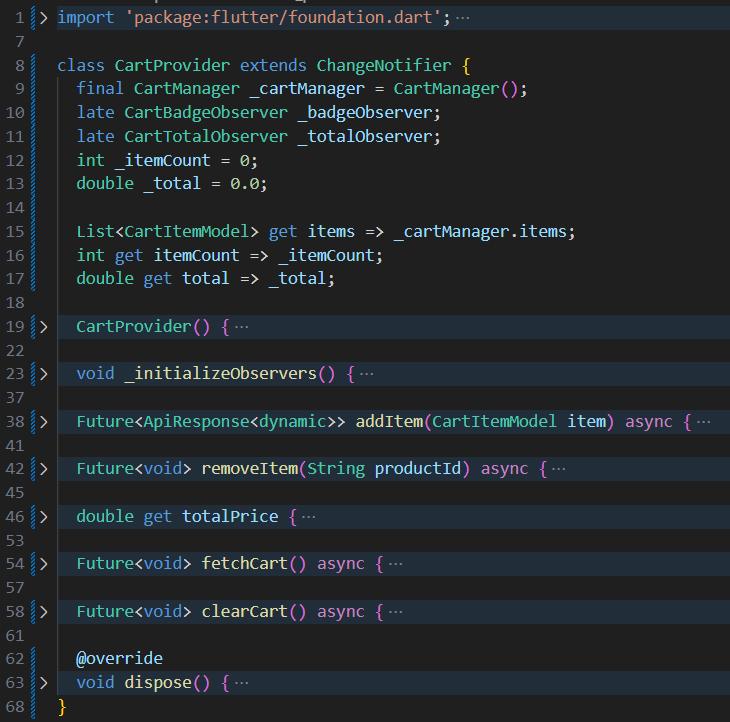 1 > import 'package:flutter/foundation.dart'; ···
7
8 class CartProvider extends ChangeNotifier {
9   final CartManager _cartManager = CartManager();
10   late CartBadgeObserver _badgeObserver;
11   late CartTotalObserver _totalObserver;
12   int _itemCount = 0;
13   double _total = 0.0;
14
15   List<CartItemModel> get items => _cartManager.items;
16   int get itemCount => _itemCount;
17   double get total => _total;
18
19 >   CartProvider() { ···
22
23 >   void _initializeObservers() { ···
37
38 >   Future<ApiResponse<dynamic>> addItem(CartItemModel item) async { ···
41
42 >   Future<void> removeItem(String productId) async { ···
45
46 >   double get totalPrice { ···
53
54 >   Future<void> fetchCart() async { ···
57
58 >   Future<void> clearCart() async { ···
61
62   @override
63 >   void dispose() { ···
68 }